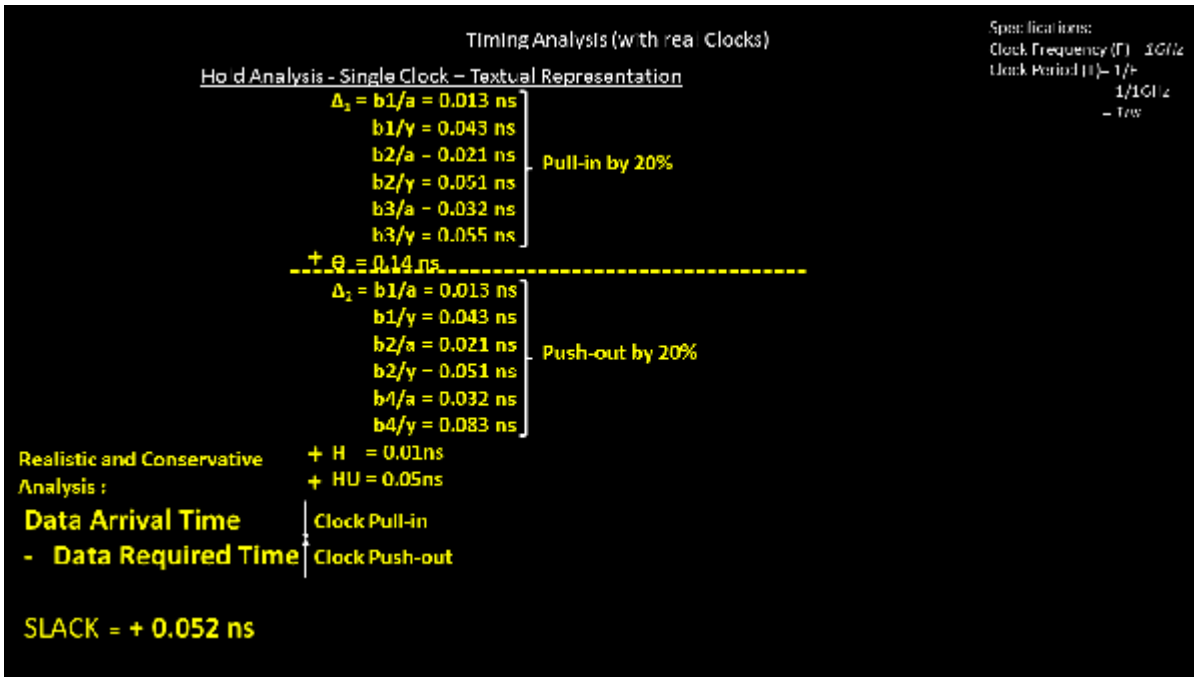 Timing Analysis (with real Clocks)
Specifications:
Clock Frequency (F) = 1GHz
Clock Period (T)= 1/F
1/1GHz
Hold Analysis - Single Clock – Textual Representation
Δ₁ = b1/a = 0.013 ns
b1/y = 0.043 ns
b2/a = 0.021 ns
b2/y = 0.051 ns
b3/a = 0.032 ns
b3/y = 0.055 ns
Pull-in by 20%
+ θ = 0.14 ns
Δ₂ = b1/a = 0.013 ns
b1/y = 0.043 ns
b2/a = 0.021 ns
b2/y = 0.051 ns
b4/a = 0.032 ns
b4/y = 0.083 ns
Push-out by 20%
+ H = 0.01ns
+ HU = 0.05ns
Realistic and Conservative
Analysis :
Data Arrival Time
Clock Pull-in
- Data Required Time
Clock Push-out
SLACK = + 0.052 ns